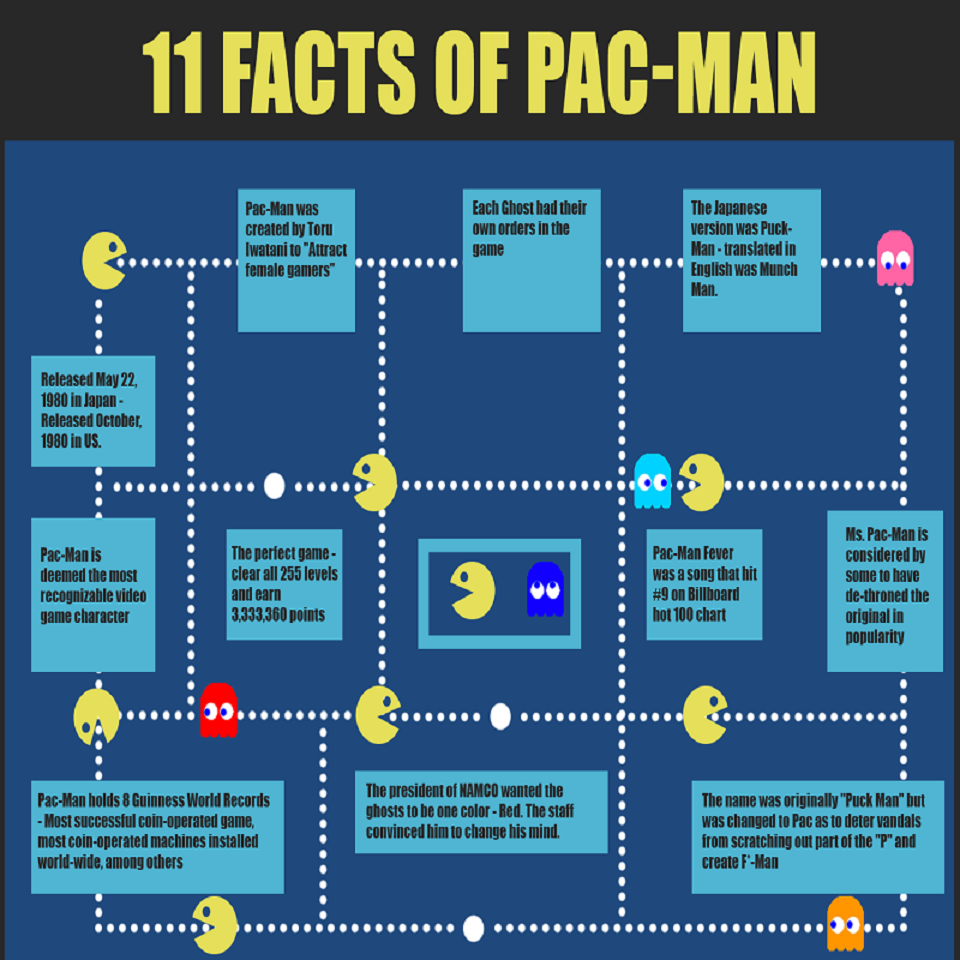 11 FACTS OF PAC-MAN
Pac-Man was
created by Toru
Iwatani to "Attract
female gamers"
Each Ghost had their
own orders in the
game
The Japanese
version was Puck-
Man - translated in
English was Munch
Man.
Released May 22,
1980 in Japan -
Released October,
1980 in US.
Pac-Man is
deemed the most
recognizable video
game character
The perfect game -
clear all 255 levels
and earn
3,333,360 points
Pac-Man Fever
was a song that hit
#9 on Billboard
hot 100 chart
Ms. Pac-Man is
considered by
some to have
de-throned the
original in
popularity
Pac-Man holds 8 Guinness World Records
- Most successful coin-operated game,
most coin-operated machines installed
world-wide, among others
The president of NAMCO wanted the
ghosts to be one color - Red. The staff
convinced him to change his mind.
The name was originally "Puck Man" but
was changed to Pac as to deter vandals
from scratching out part of the "P" and
create F*-Man